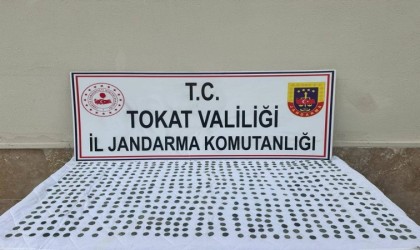 T.C.
TOKAT VALİLİĞİ
İL JANDARMA KOMUTANLIĞI